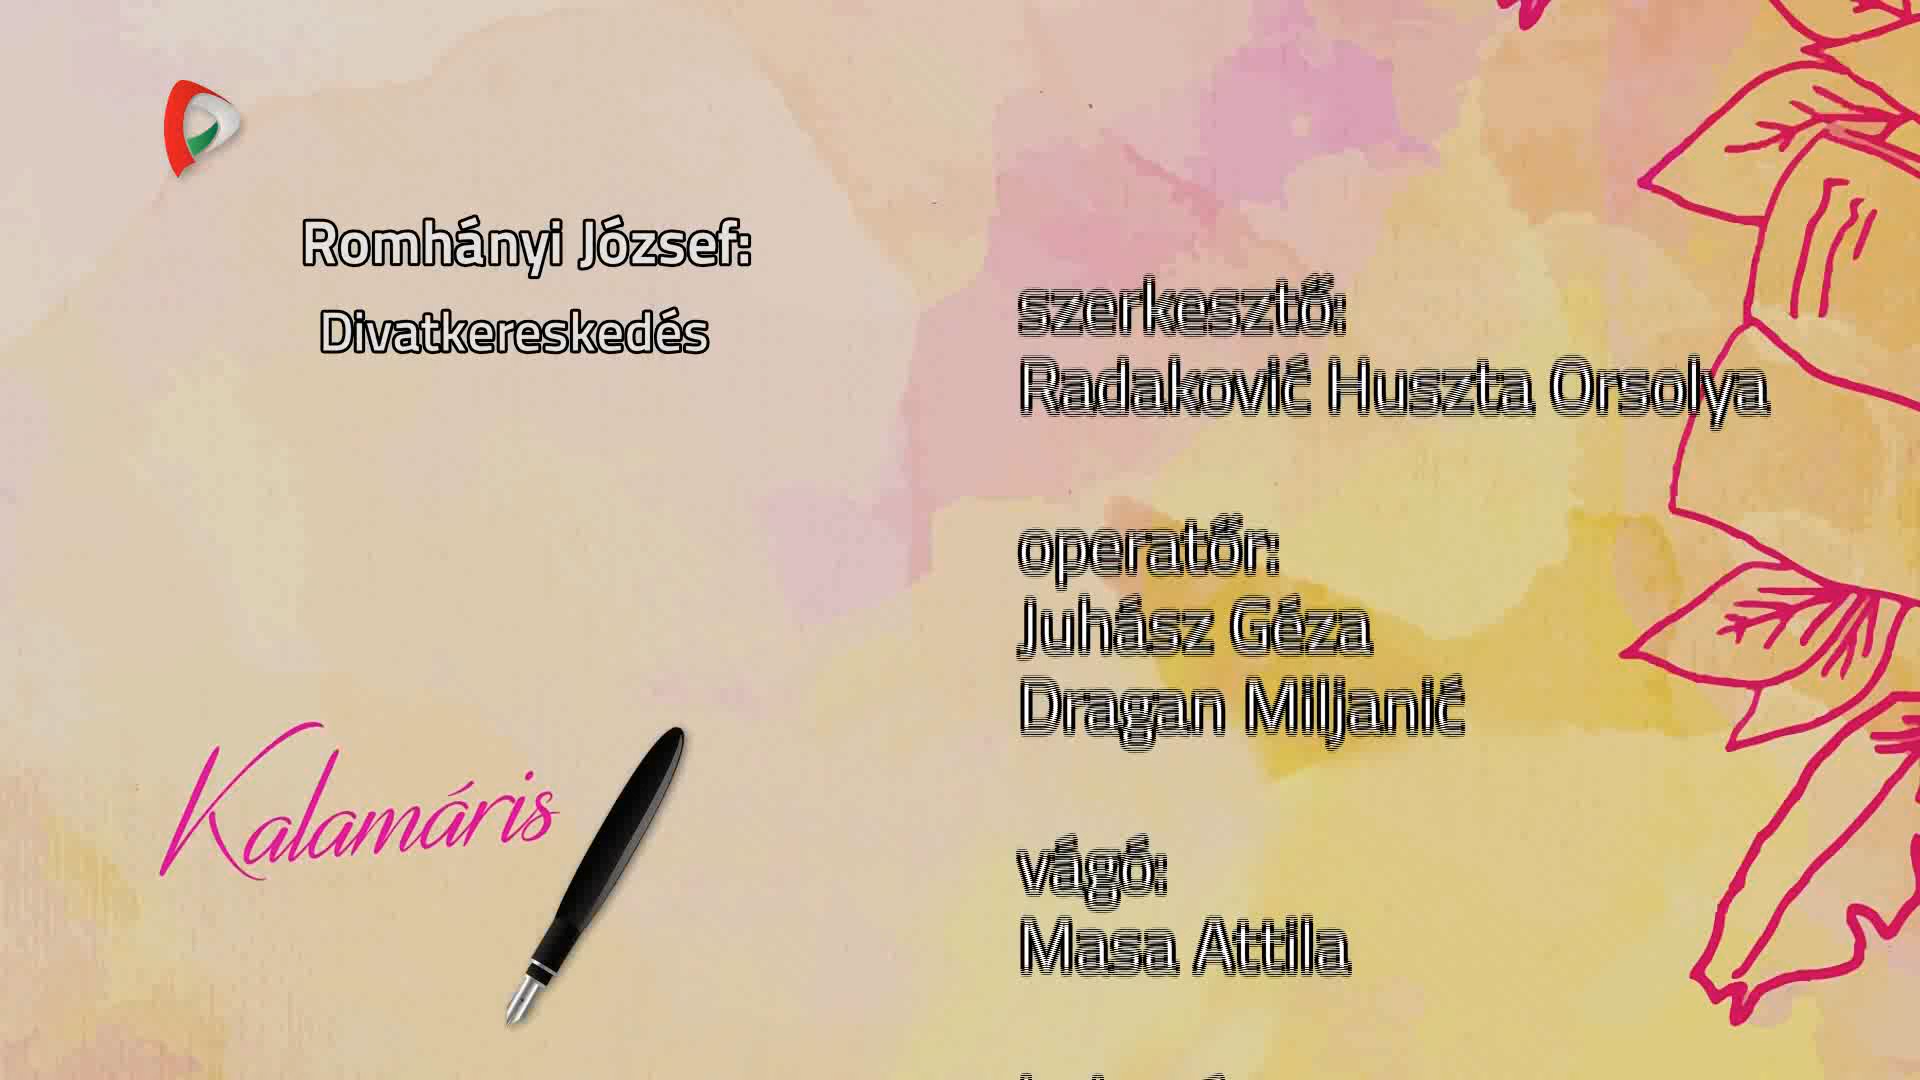 Romhányi József:
Divatkereskedés
szerkesztő:
Radaković Huszta Orsolya
operatőr:
Juhász Géza
Dragan Miljanić
vágó:
Masa Attila
Kalamáris